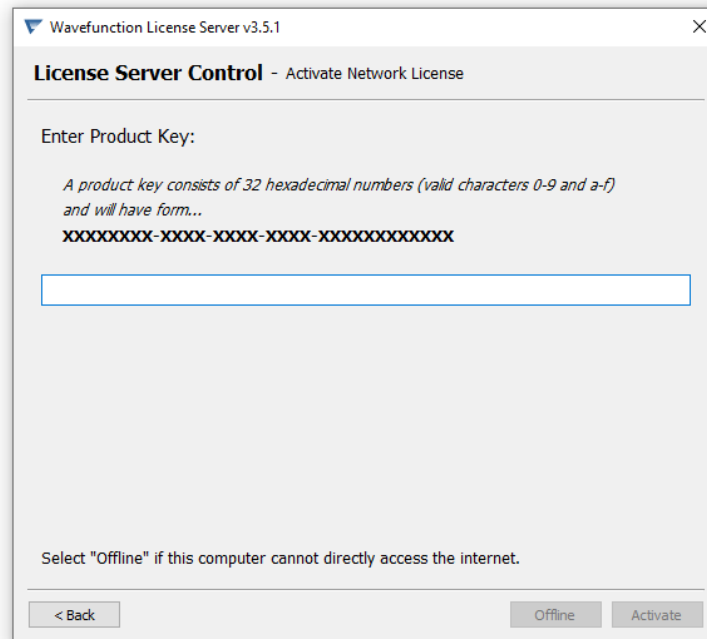 Wavefunction License Server v3.5.1
License Server Control - Activate Network License
Enter Product Key:
A product key consists of 32 hexadecimal numbers (valid characters 0-9 and a-f)
and will have form...
xxxxxxxx-xxxx-xxxx-xxxx-xxxxxxxxxxxx
Select "Offline" if this computer cannot directly access the internet.
< Back Offline Activate